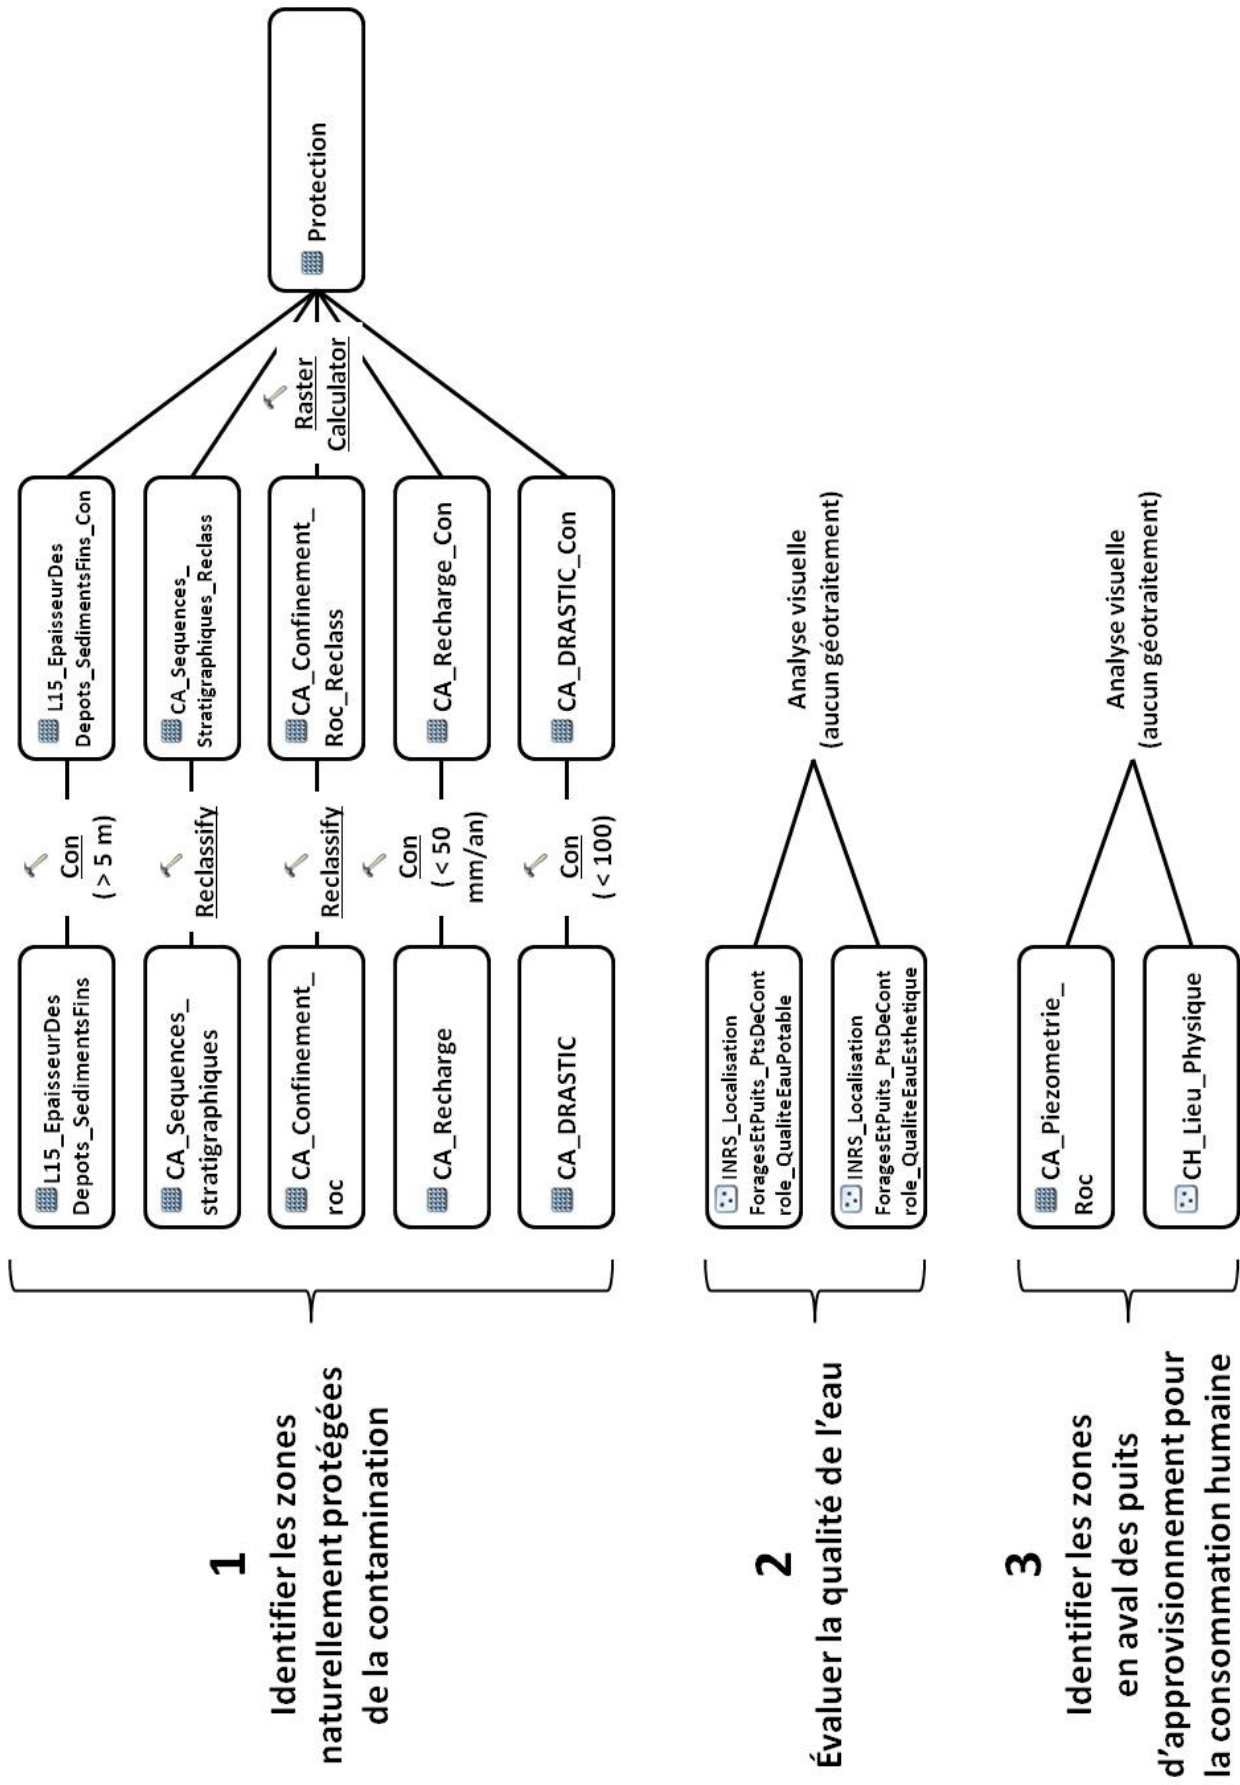 1
Identifier les zones
naturellement protégées
de la contamination
L15_EpaisseurDes
Depots_SedimentsFins
Con
( > 5 m)
L15_EpaisseurDes
Depots_SedimentsFins_Con
CA_Sequences_
stratigraphiques
Reclassify
CA_Sequences_
Stratigraphiques_Reclass
CA_Confinement_
roc
Reclassify
CA_Confinement_
Roc_Reclass
CA_Recharge
Con
( < 50
mm/an)
CA_Recharge_Con
CA_DRASTIC
Con
( < 100)
CA_DRASTIC_Con
Raster
Calculator
Protection
2
Évaluer la qualité de l’eau
INRS_Localisation
ForagesEtPuits_PtsDeCont
role_QualiteEauPotable
INRS_Localisation
ForagesEtPuits_PtsDeCont
role_QualiteEauEsthetique
Analyse visuelle
(aucun géotraitement)
3
Identifier les zones
en aval des puits
d’approvisionnement pour
la consommation humaine
CA_Piezometrie_
Roc
CH_Lieu_Physique
Analyse visuelle
(aucun géotraitement)